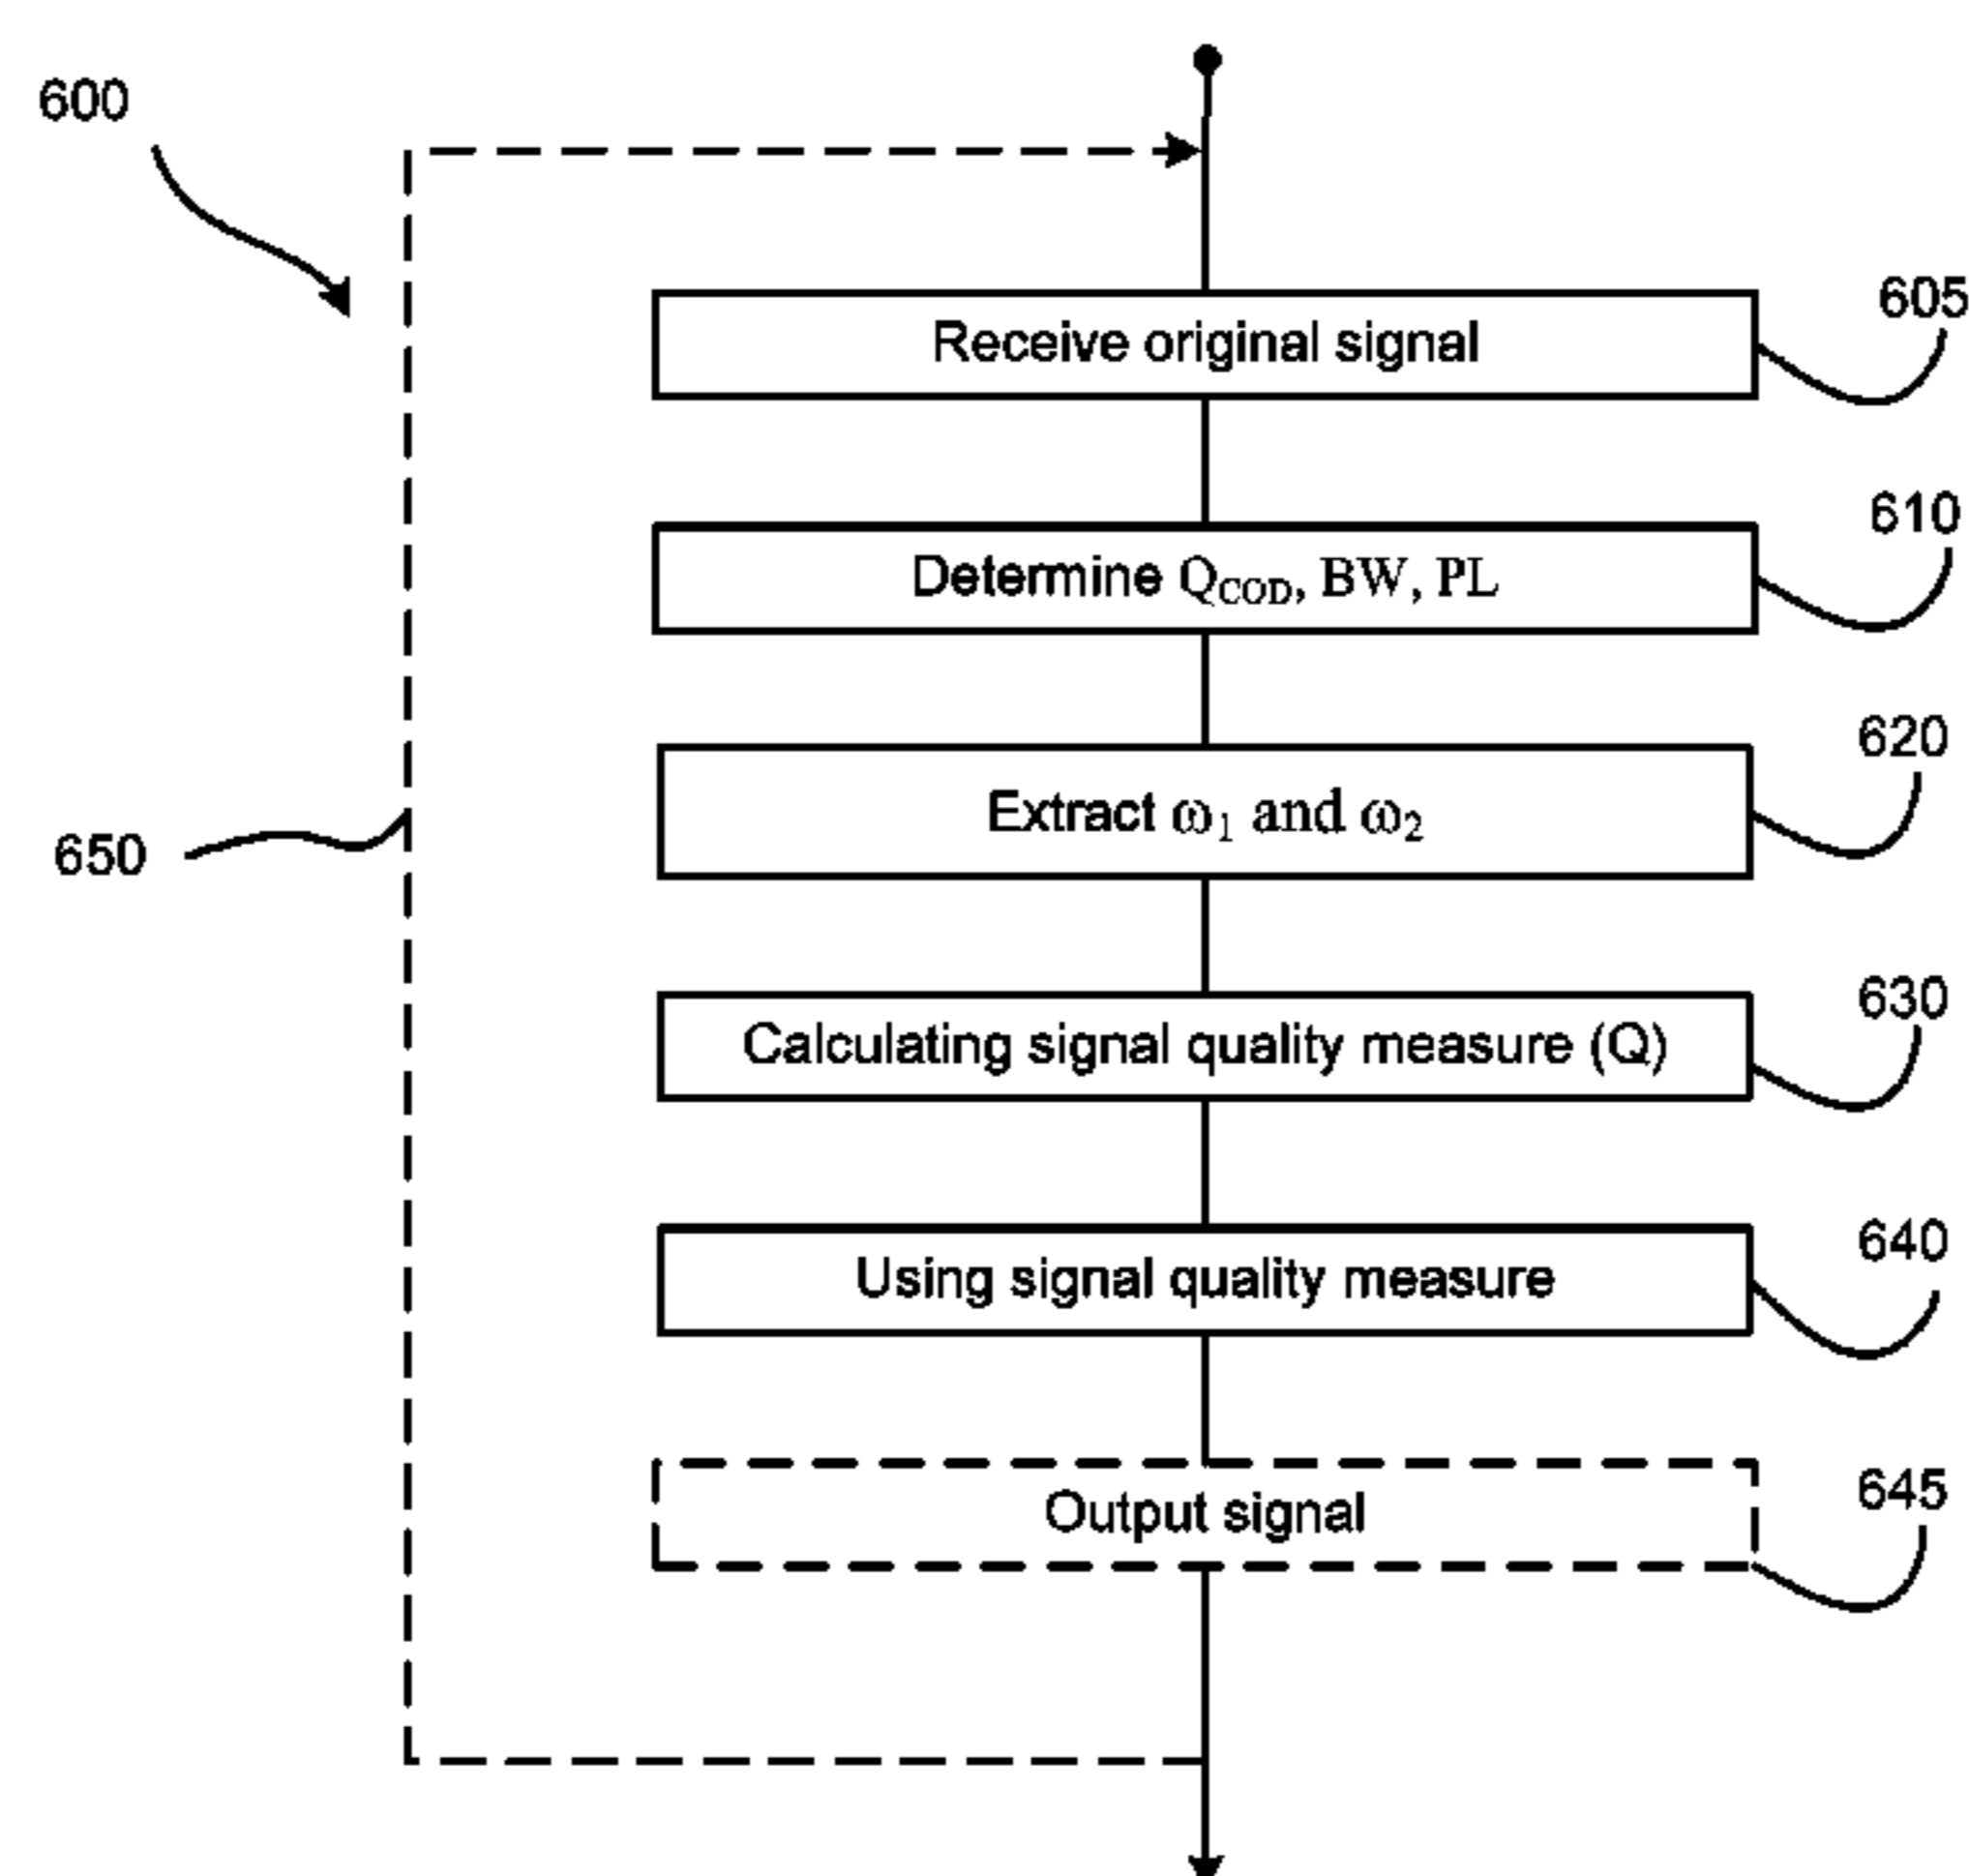 600
Receive original signal
605
Determine Q_COD, BW, PL
610
Extract ω₁ and ω₂
620
650
Calculating signal quality measure (Q)
630
Using signal quality measure
640
Output signal
645